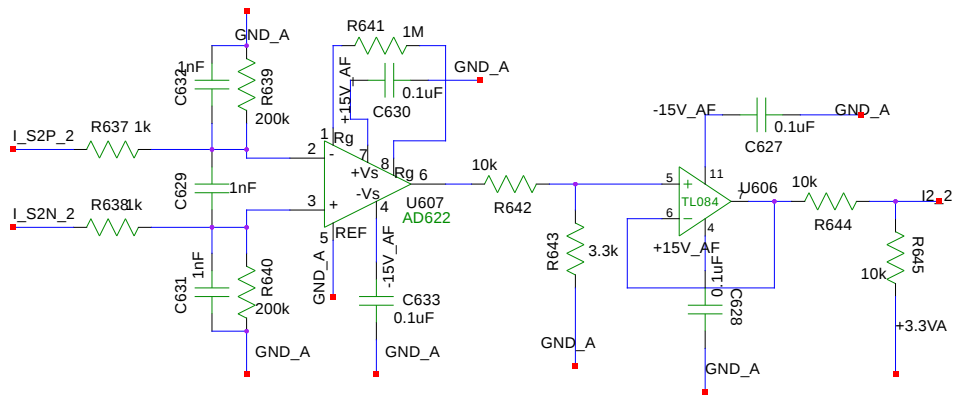 GND_A
R641
1M
1nF
C632
R639
200k
+15V_AF
C630
0.1uF
GND_A
I_S2P_2
R637 1k
1
Rg
2
-
7
+Vs
8
Rg
6
-Vs
4
3
+
5
REF
U607
AD622
C629
1nF
I_S2N_2
R638
1k
1nF
C631
R640
200k
GND_A
GND_A
-15V_AF
C633
0.1uF
GND_A
10k
R642
R643
3.3k
GND_A
-15V_AF
C627
0.1uF
GND_A
5
+
6
−
11
TL084
7
U606
4
+15V_AF
0.1uF
C628
GND_A
10k
R644
I2_2
R645
10k
+3.3VA